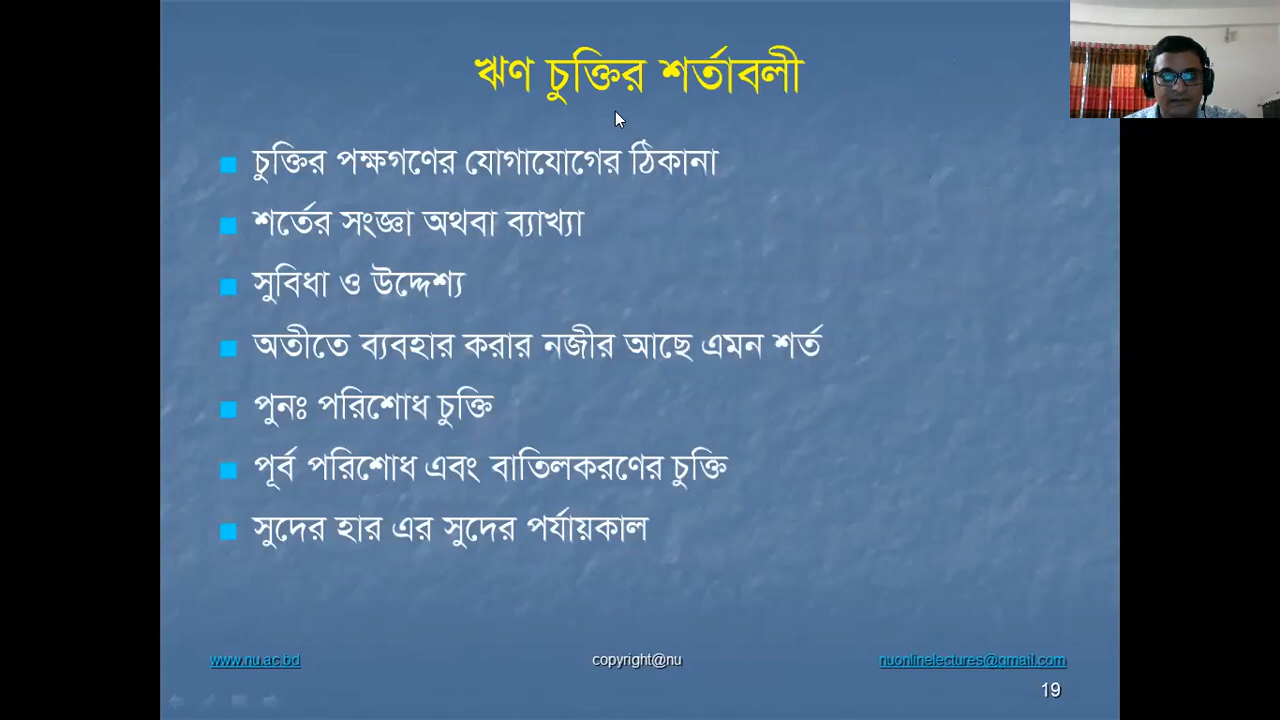 ঋণ চুক্তির শর্তাবলী
চুক্তির পক্ষগণের যোগাযোগের ঠিকানা
শর্তের সংজ্ঞা অথবা ব্যাখ্যা
সুবিধা ও উদ্দেশ্য
অতীতে ব্যবহার করার নজীর আছে এমন শর্ত
পুনঃ পরিশোধ চুক্তি
পূর্ব পরিশোধ এবং বাতিলকরণের চুক্তি
সুদের হার এর সুদের পর্যায়কাল
www.nu.ac.bd copyright@nu nuonlinelectures@gmail.com
19